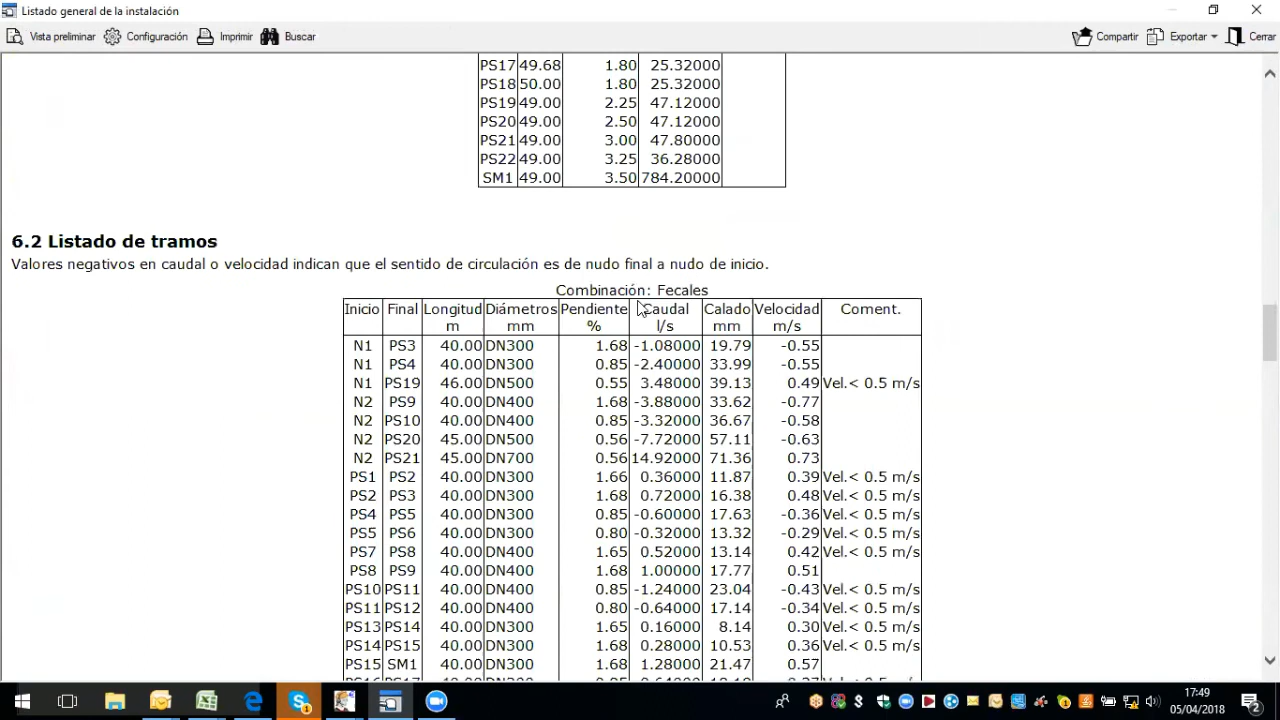 Listado general de la instalación
Vista preliminar Configuración Imprimir Buscar Compartir Exportar Cerrar
PS17 49.68 1.80 25.32000
PS18 50.00 1.80 25.32000
PS19 49.00 2.25 47.12000
PS20 49.00 2.50 47.12000
PS21 49.00 3.00 47.80000
PS22 49.00 3.25 36.28000
SM1 49.00 3.50 784.20000
6.2 Listado de tramos
Valores negativos en caudal o velocidad indican que el sentido de circulación es de nudo final a nudo de inicio.
Combinación: Fecales
Inicio Final Longitud Diámetros Pendiente Caudal Calado Velocidad Coment.
m mm % l/s mm m/s
N1 PS3 40.00 DN300 1.68 -1.08000 19.79 -0.55
N1 PS4 40.00 DN300 0.85 -2.40000 33.99 -0.55
N1 PS19 46.00 DN500 0.55 3.48000 39.13 0.49 Vel.< 0.5 m/s
N2 PS9 40.00 DN400 1.68 -3.88000 33.62 -0.77
N2 PS10 40.00 DN400 0.85 -3.32000 36.67 -0.58
N2 PS20 45.00 DN500 0.56 -7.72000 57.11 -0.63
N2 PS21 45.00 DN700 0.56 14.92000 71.36 0.73
PS1 PS2 40.00 DN300 1.66 0.36000 11.87 0.39 Vel.< 0.5 m/s
PS2 PS3 40.00 DN300 1.68 0.72000 16.38 0.48 Vel.< 0.5 m/s
PS4 PS5 40.00 DN300 0.85 -0.60000 17.63 -0.36 Vel.< 0.5 m/s
PS5 PS6 40.00 DN300 0.80 -0.32000 13.32 -0.29 Vel.< 0.5 m/s
PS7 PS8 40.00 DN400 1.65 0.52000 13.14 0.42 Vel.< 0.5 m/s
PS8 PS9 40.00 DN400 1.68 1.00000 17.77 0.51
PS10 PS11 40.00 DN400 0.85 -1.24000 23.04 -0.43 Vel.< 0.5 m/s
PS11 PS12 40.00 DN400 0.80 -0.64000 17.14 -0.34 Vel.< 0.5 m/s
PS13 PS14 40.00 DN300 1.65 0.16000 8.14 0.30 Vel.< 0.5 m/s
PS14 PS15 40.00 DN300 1.68 0.28000 10.53 0.36 Vel.< 0.5 m/s
PS15 SM1 40.00 DN300 1.68 1.28000 21.47 0.57
17:49
05/04/2018